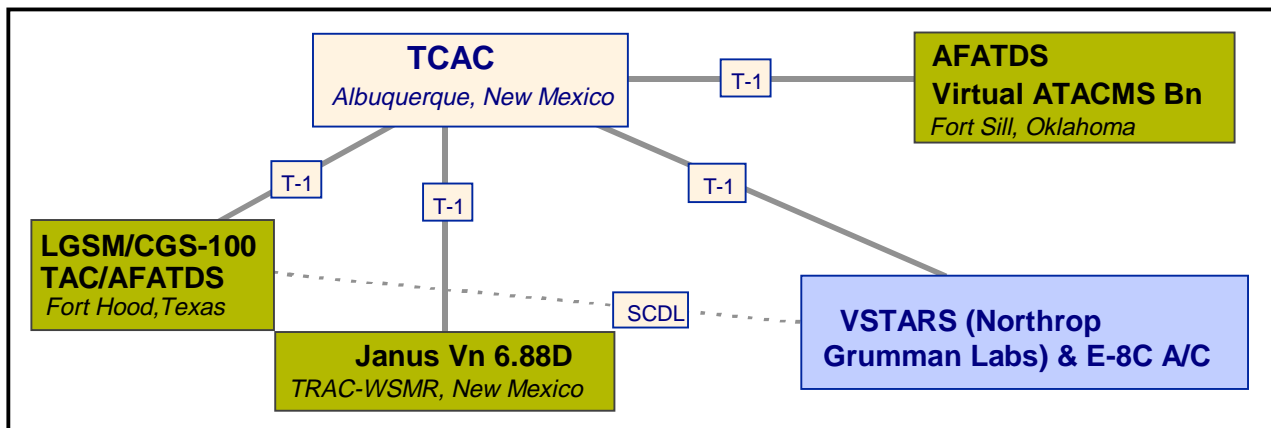 TCAC
Albuquerque, New Mexico
T-1
AFATDS
Virtual ATACMS Bn
Fort Sill, Oklahoma
T-1
T-1
T-1
LGSM/CGS-100
TAC/AFATDS
Fort Hood,Texas
SCDL
VSTARS (Northrop
Grumman Labs) & E-8C A/C
Janus Vn 6.88D
TRAC-WSMR, New Mexico